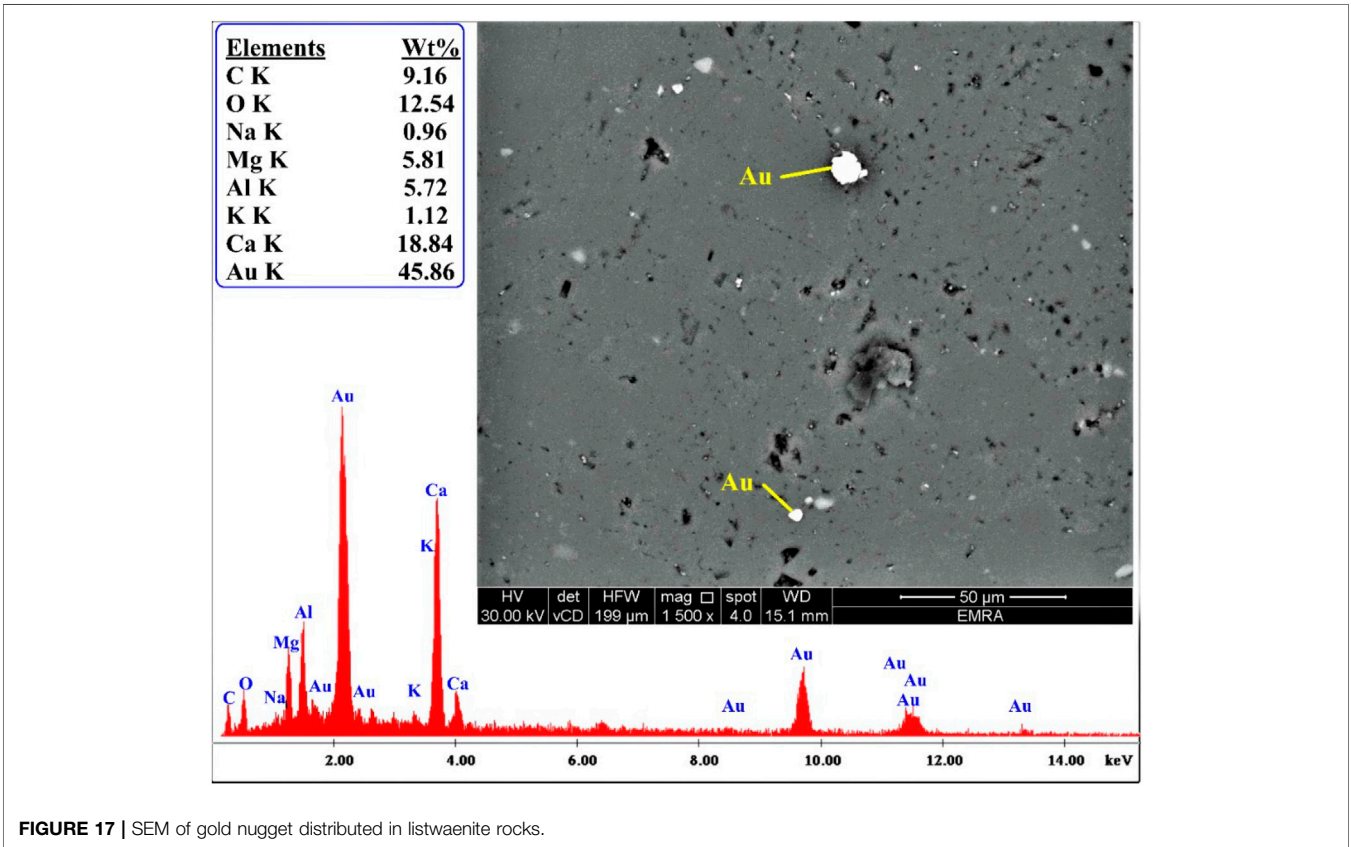 Elements Wt%
C K 9.16
O K 12.54
Na K 0.96
Mg K 5.81
Al K 5.72
K K 1.12
Ca K 18.84
Au K 45.86
Au
Au
HV det HFW mag □ spot WD 50 µm
30.00 kV vCD 199 µm 1 500 x 4.0 15.1 mm EMRA
Au
Ca
K
Al
Mg
Au
Au
Au
Au
C O Na Au Au K Ca Au Au
2.00 4.00 6.00 8.00 10.00 12.00 14.00 keV
FIGURE 17 | SEM of gold nugget distributed in listwaenite rocks.